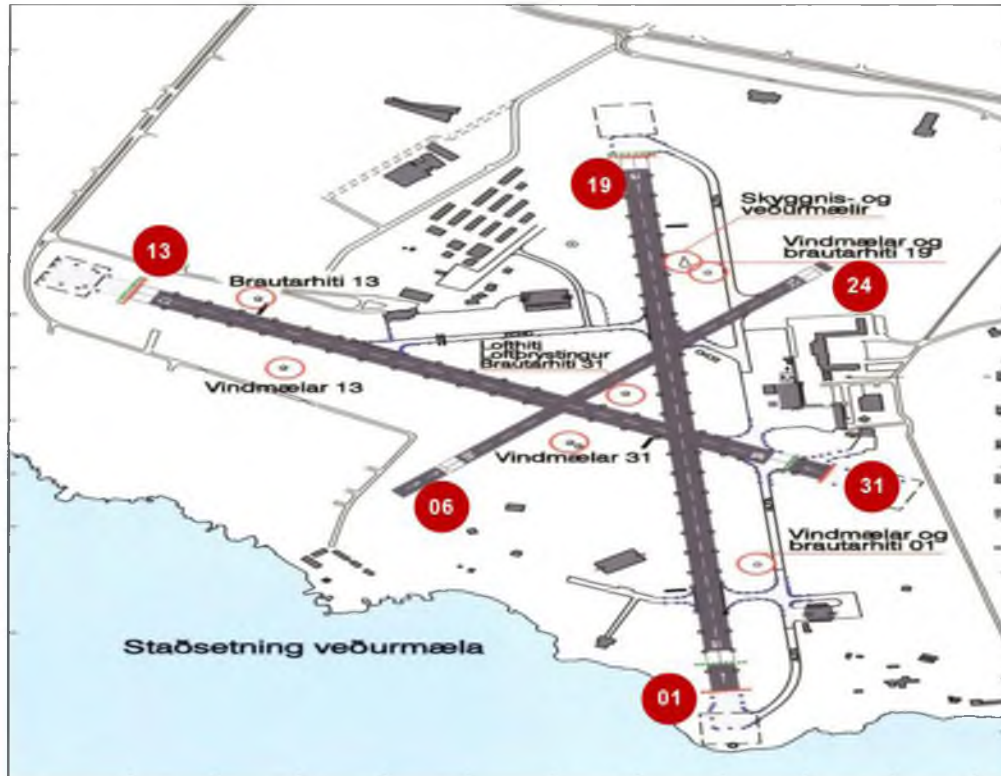 19
Skyggnis- og
veðurmælir
13
Vindmælar og
brautarhiti 19
Brautarhiti 13
24
Lofthiti
Loftþrýstingur
Brautarhiti 31
Vindmælar 13
Vindmælar 31
31
06
Vindmælar og
brautarhiti 01
Staðsetning veðurmæla
01